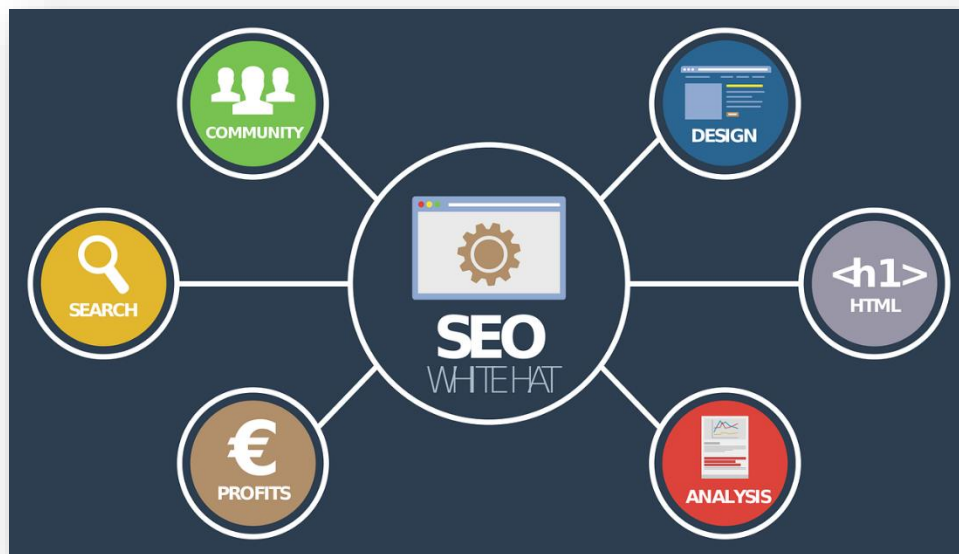 COMMUNITY
DESIGN
SEARCH
SEO
WHITE HAT
<h1>
HTML
€
PROFITS
ANALYSIS